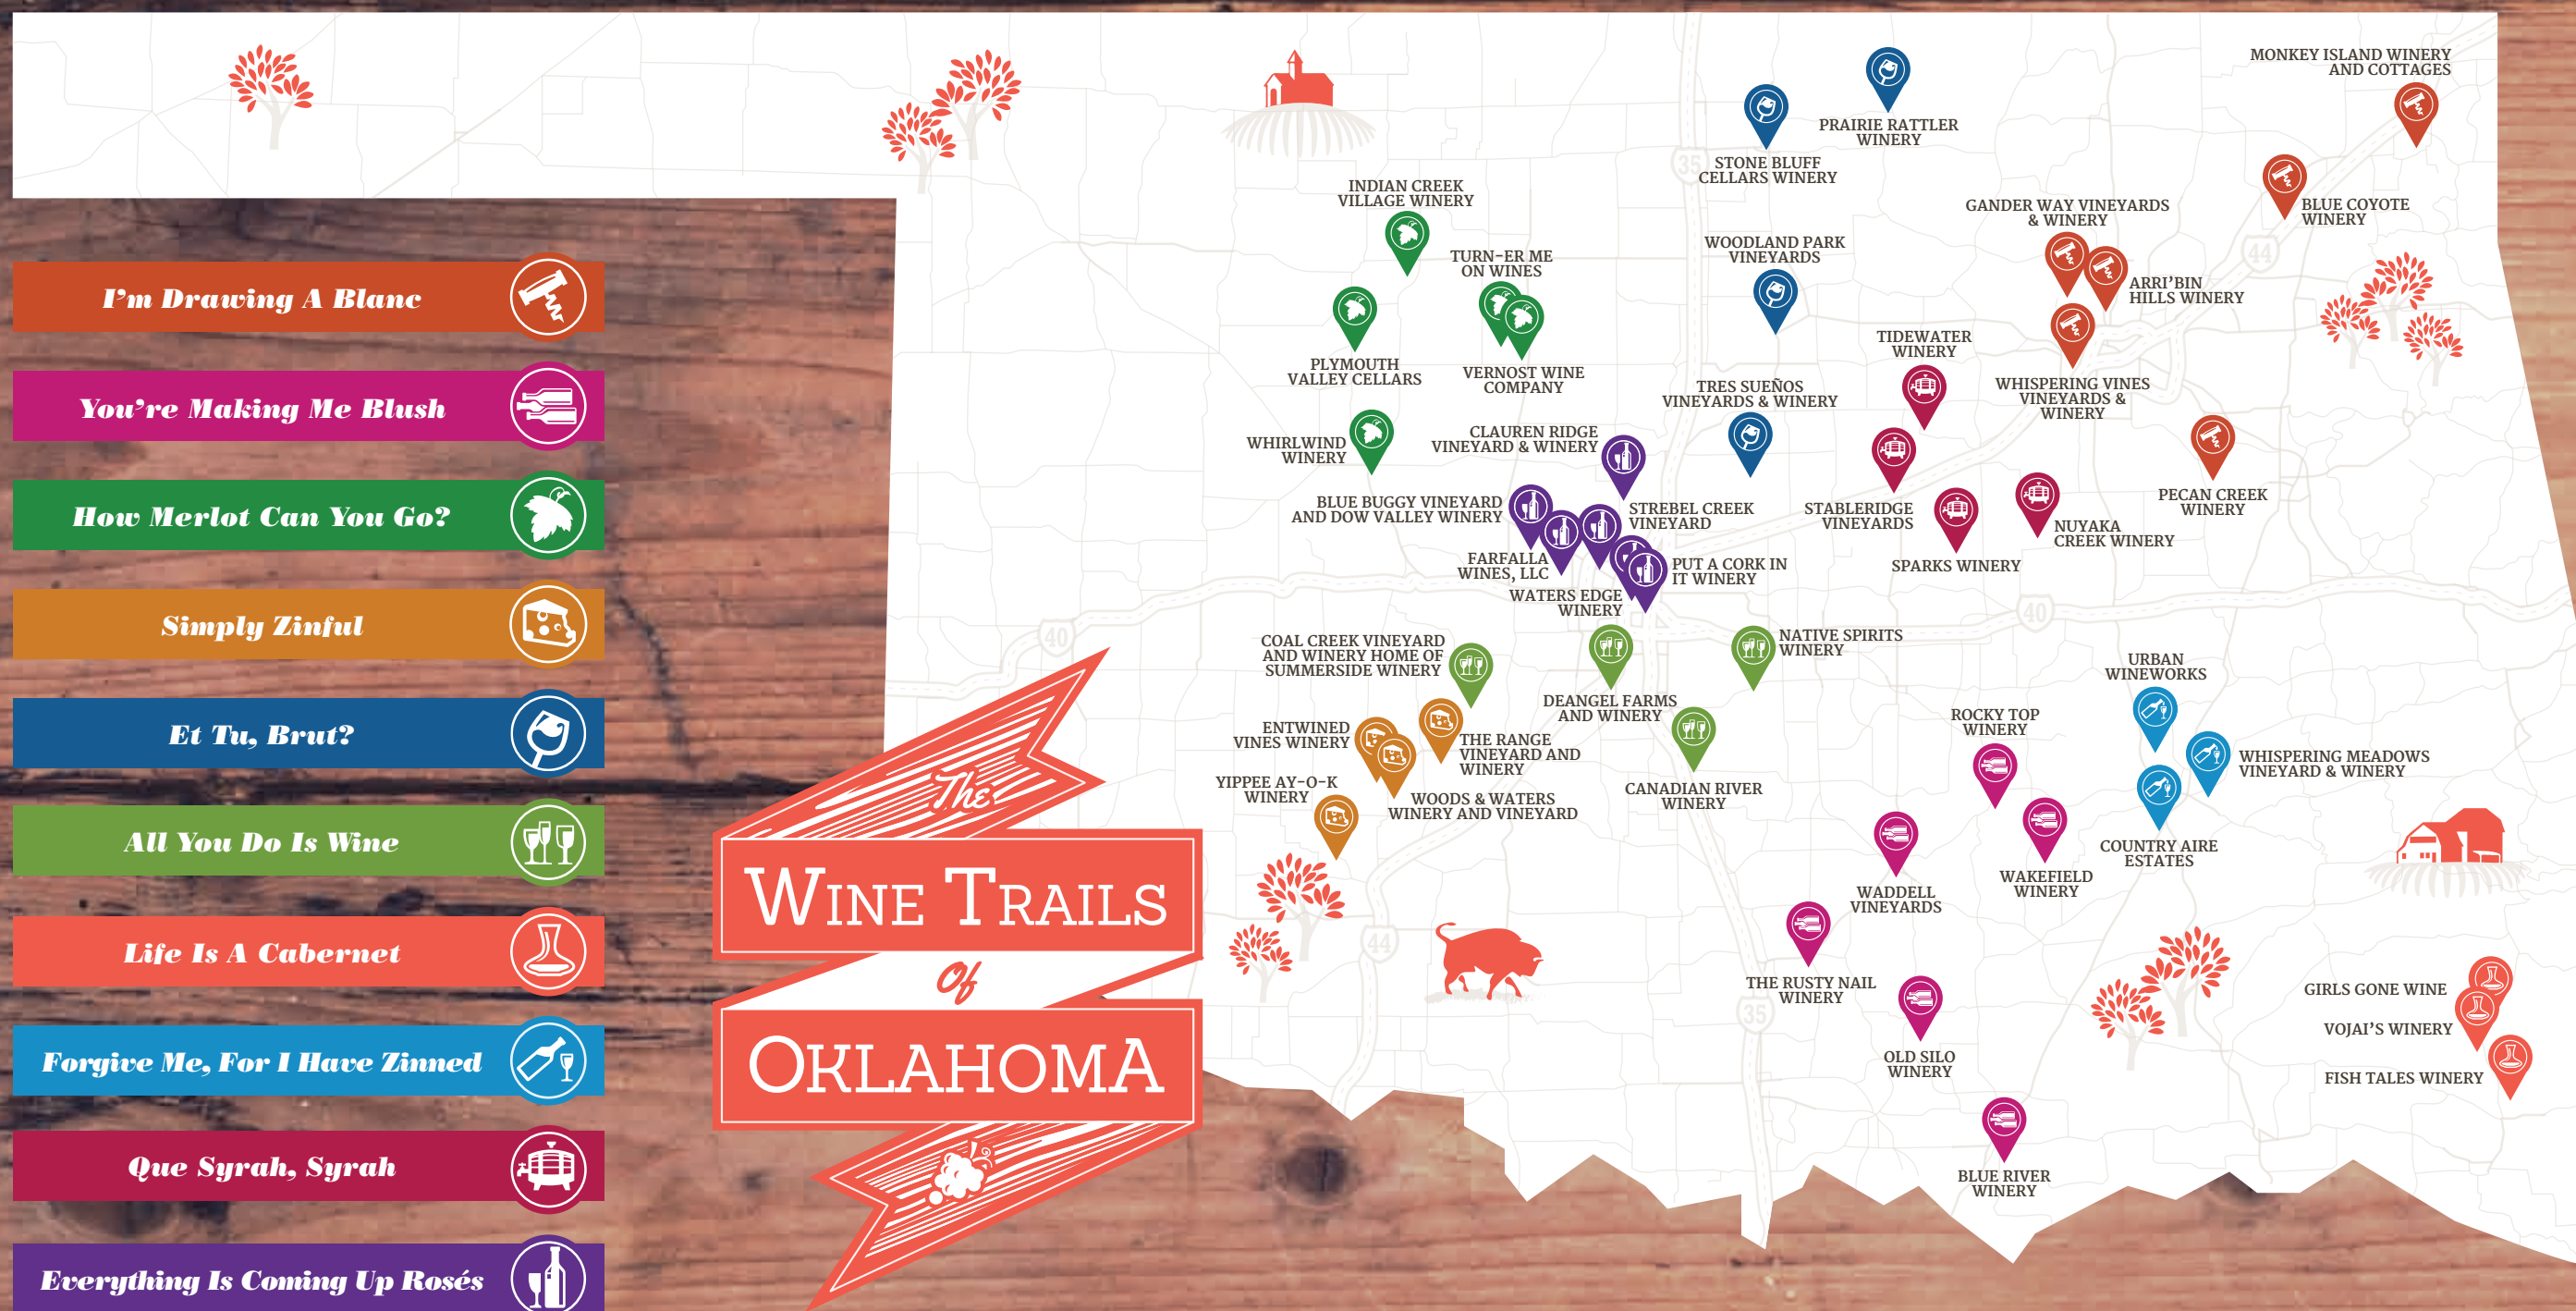 I'm Drawing A Blanc
You're Making Me Blush
How Merlot Can You Go?
Simply Zinful
Et Tu, Brut?
All You Do Is Wine
Life Is A Cabernet
Forgive Me, For I Have Zinned
Que Syrah, Syrah
Everything Is Coming Up Rosés
The
WINE TRAILS
Of
OKLAHOMA
MONKEY ISLAND WINERY
AND COTTAGES
PRAIRIE RATTLER
WINERY
35
STONE BLUFF
CELLARS WINERY
INDIAN CREEK
VILLAGE WINERY
GANDER WAY VINEYARDS
& WINERY
BLUE COYOTE
WINERY
44
TURN-ER ME
ON WINES
WOODLAND PARK
VINEYARDS
ARRI'BIN
HILLS WINERY
TIDEWATER
WINERY
PLYMOUTH
VALLEY CELLARS
VERNOST WINE
COMPANY
TRES SUEÑOS
VINEYARDS & WINERY
WHISPERING VINES
VINEYARDS &
WINERY
WHIRLWIND
WINERY
CLAUREN RIDGE
VINEYARD & WINERY
BLUE BUGGY VINEYARD
AND DOW VALLEY WINERY
STREBEL CREEK
VINEYARD
STABLERIDGE
VINEYARDS
PECAN CREEK
WINERY
NUYAKA
CREEK WINERY
FARFALLA
WINES, LLC
PUT A CORK IN
IT WINERY
SPARKS WINERY
WATERS EDGE
WINERY
40
40
COAL CREEK VINEYARD
AND WINERY HOME OF
SUMMERSIDE WINERY
NATIVE SPIRITS
WINERY
URBAN
WINEWORKS
DEANGEL FARMS
AND WINERY
ROCKY TOP
WINERY
ENTWINED
VINES WINERY
THE RANGE
VINEYARD AND
WINERY
WHISPERING MEADOWS
VINEYARD & WINERY
YIPPEE AY-O-K
WINERY
WOODS & WATERS
WINERY AND VINEYARD
CANADIAN RIVER
WINERY
COUNTRY AIRE
ESTATES
WAKEFIELD
WINERY
WADDELL
VINEYARDS
44
THE RUSTY NAIL
WINERY
35
GIRLS GONE WINE
VOJAI'S WINERY
OLD SILO
WINERY
FISH TALES WINERY
BLUE RIVER
WINERY